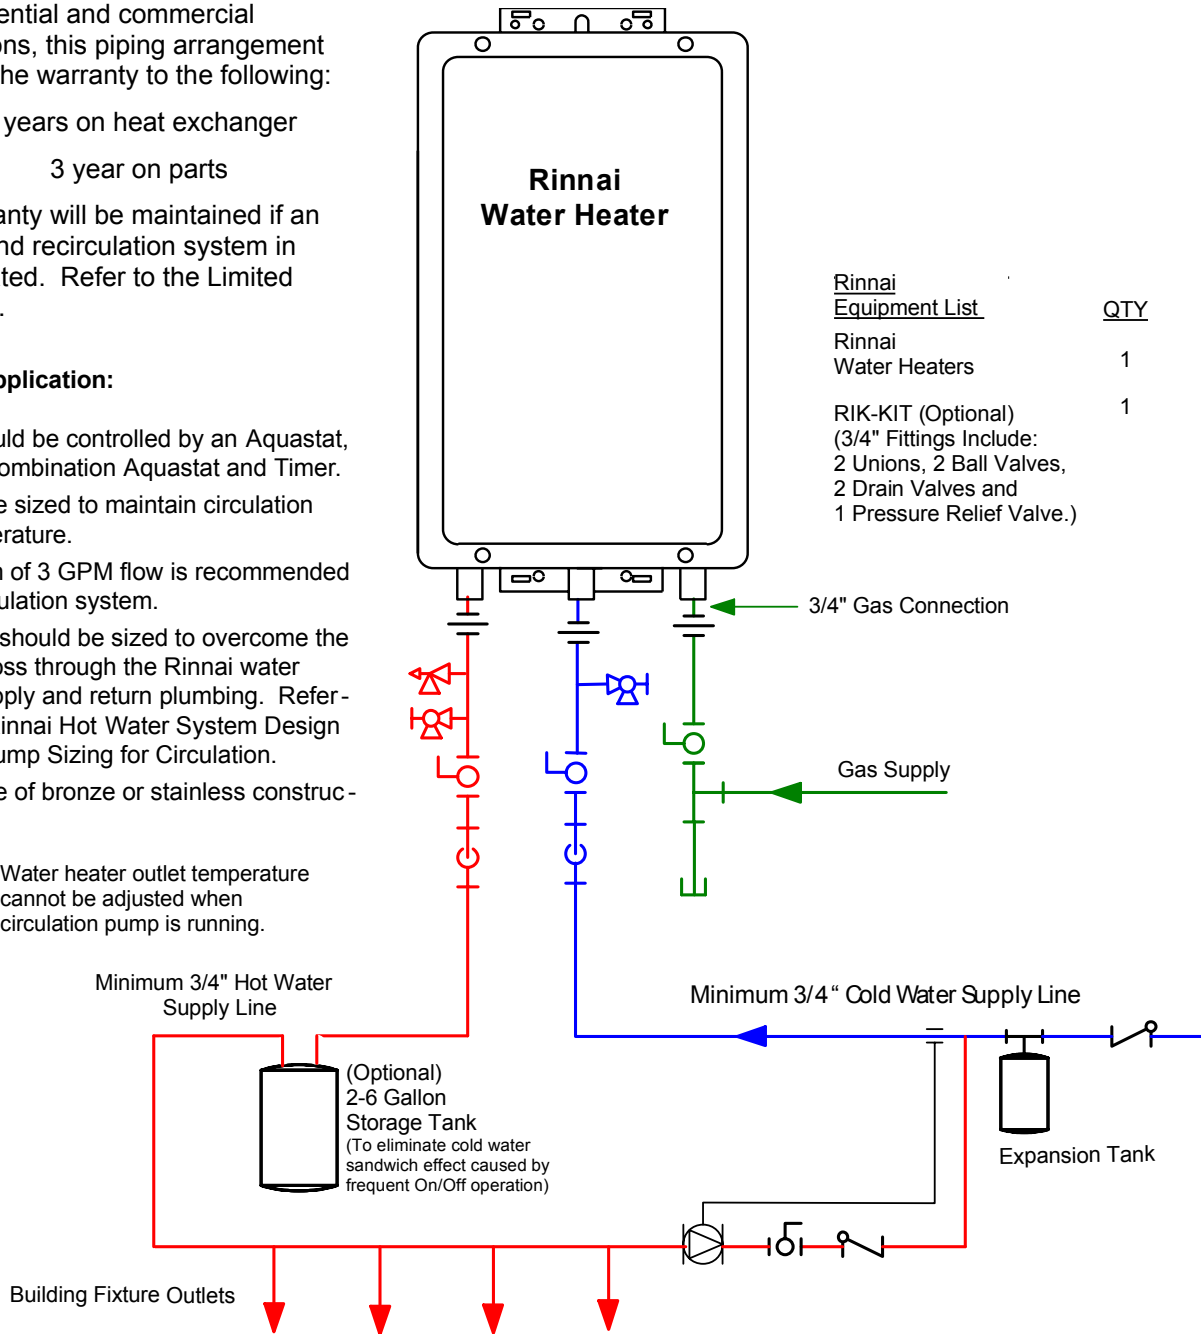 ential and commercial
ons, this piping arrangement
he warranty to the following:
years on heat exchanger
3 year on parts
anty will be maintained if an
nd recirculation system in
ted. Refer to the Limited
.
pplication:
uld be controlled by an Aquastat,
ombination Aquastat and Timer.
e sized to maintain circulation
erature.
n of 3 GPM flow is recommended
ulation system.
should be sized to overcome the
oss through the Rinnai water
pply and return plumbing. Refer-
innai Hot Water System Design
ump Sizing for Circulation.
e of bronze or stainless construc-
Water heater outlet temperature
cannot be adjusted when
circulation pump is running.
Rinnai
Water Heater
Rinnai
Equipment List QTY
Rinnai
Water Heaters 1
RIK-KIT (Optional) 1
(3/4" Fittings Include:
2 Unions, 2 Ball Valves,
2 Drain Valves and
1 Pressure Relief Valve.)
3/4" Gas Connection
Gas Supply
Minimum 3/4" Hot Water
Supply Line
Minimum 3/4“ Cold Water Supply Line
(Optional)
2-6 Gallon
Storage Tank
(To eliminate cold water
sandwich effect caused by
frequent On/Off operation)
Expansion Tank
Building Fixture Outlets